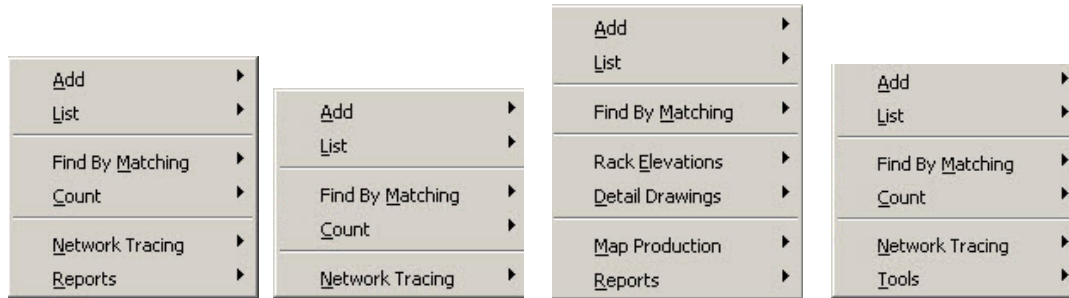 Add
List
Find By Matching
Count
Network Tracing
Reports
Add
List
Find By Matching
Count
Network Tracing
Add
List
Find By Matching
Rack Elevations
Detail Drawings
Map Production
Reports
Add
List
Find By Matching
Count
Network Tracing
Tools